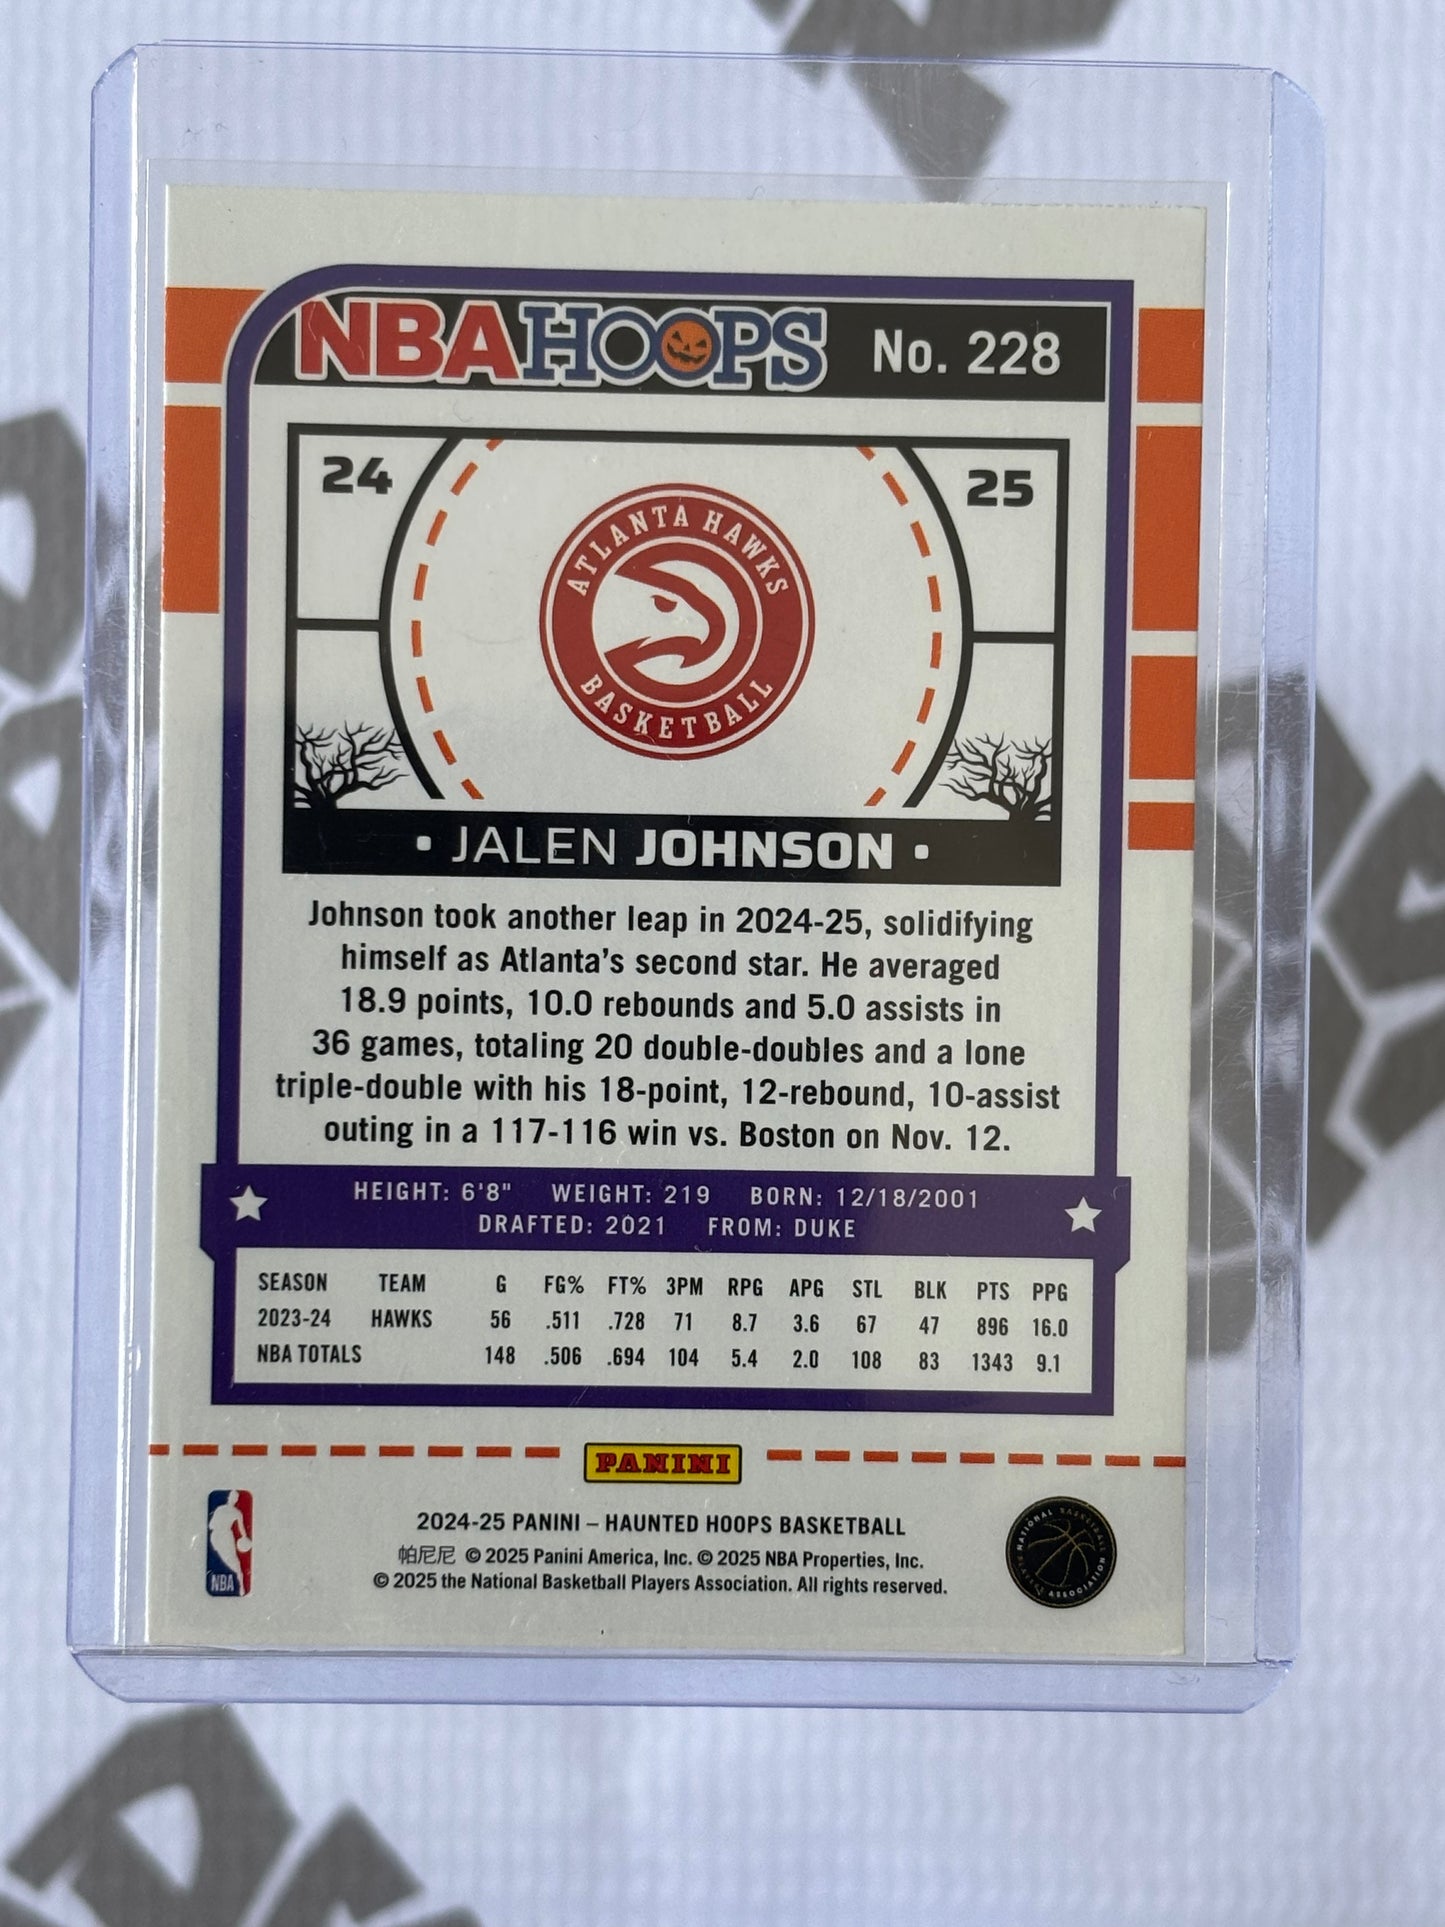 NBA HOOPS No. 228
24 25
ATLANTA HAWKS
BASKETBALL
• JALEN JOHNSON •
Johnson took another leap in 2024-25, solidifying
himself as Atlanta's second star. He averaged
18.9 points, 10.0 rebounds and 5.0 assists in
36 games, totaling 20 double-doubles and a lone
triple-double with his 18-point, 12-rebound, 10-assist
outing in a 117-116 win vs. Boston on Nov. 12.
HEIGHT: 6'8" WEIGHT: 219 BORN: 12/18/2001
DRAFTED: 2021 FROM: DUKE
SEASON TEAM G FG% FT% 3PM RPG APG STL BLK PTS PPG
2023-24 HAWKS 56 .511 .728 71 8.7 3.6 67 47 896 16.0
NBA TOTALS 148 .506 .694 104 5.4 2.0 108 83 1343 9.1
PANINI
2024-25 PANINI – HAUNTED HOOPS BASKETBALL
帕尼尼 © 2025 Panini America, Inc. © 2025 NBA Properties, Inc.
© 2025 the National Basketball Players Association. All rights reserved.
NBA
NATIONAL BASKETBALL
PLAYERS ASSOCIATION